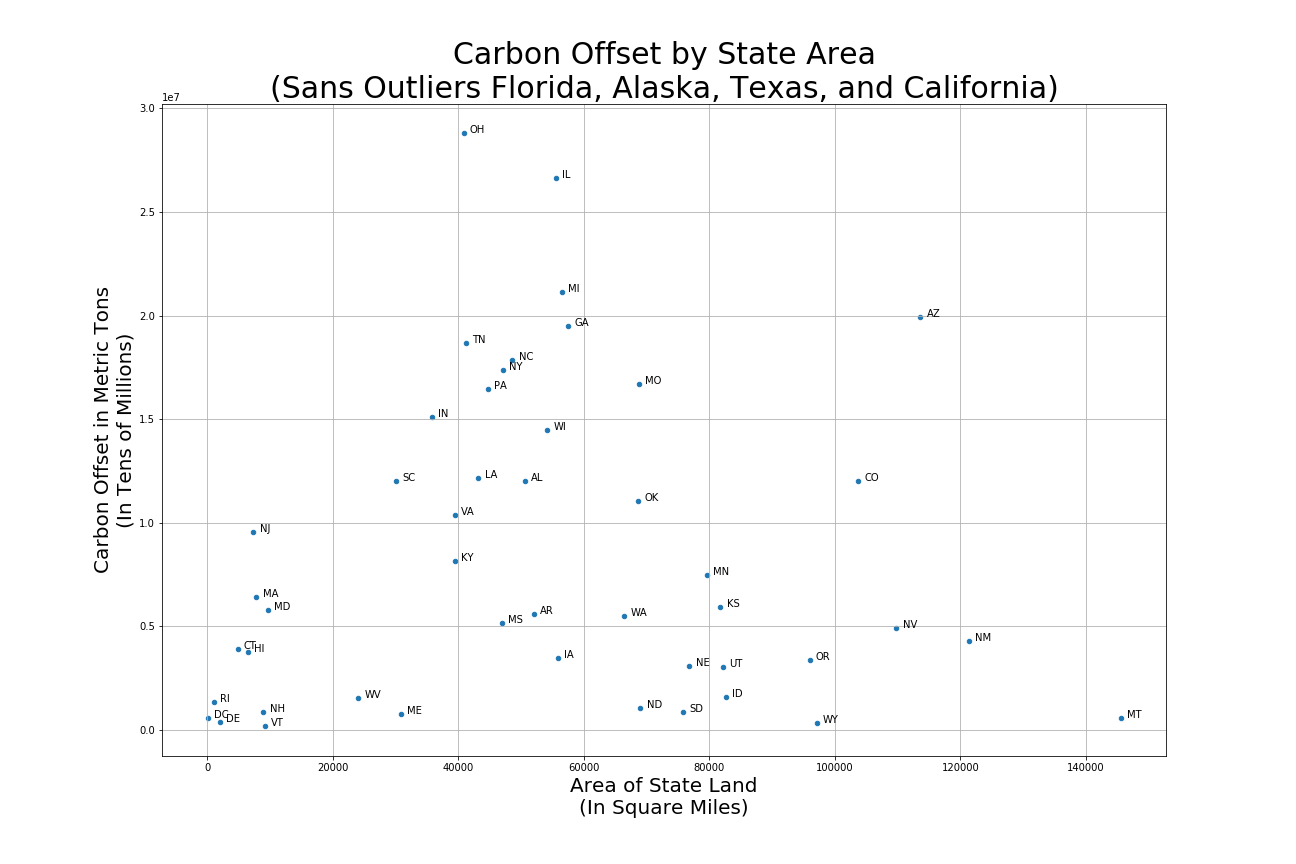 Carbon Offset by State Area
(Sans Outliers Florida, Alaska, Texas, and California)
1e7
3.0
OH
IL
2.5
MI
AZ
2.0
GA
TN
NC
NY
MO
PA
IN
1.5
WI
LA
SC
AL
CO
OK
VA
NJ
1.0
KY
MN
MA
MD
KS
AR
WA
MS
0.5
NV
NM
CT
HI
IA
OR
NE
UT
RI
WV
ID
ND
NH
ME
SD
DC
DE
VT
WY
MT
0.0
0
20000
40000
60000
80000
100000
120000
140000
Carbon Offset in Metric Tons
(In Tens of Millions)
Area of State Land
(In Square Miles)